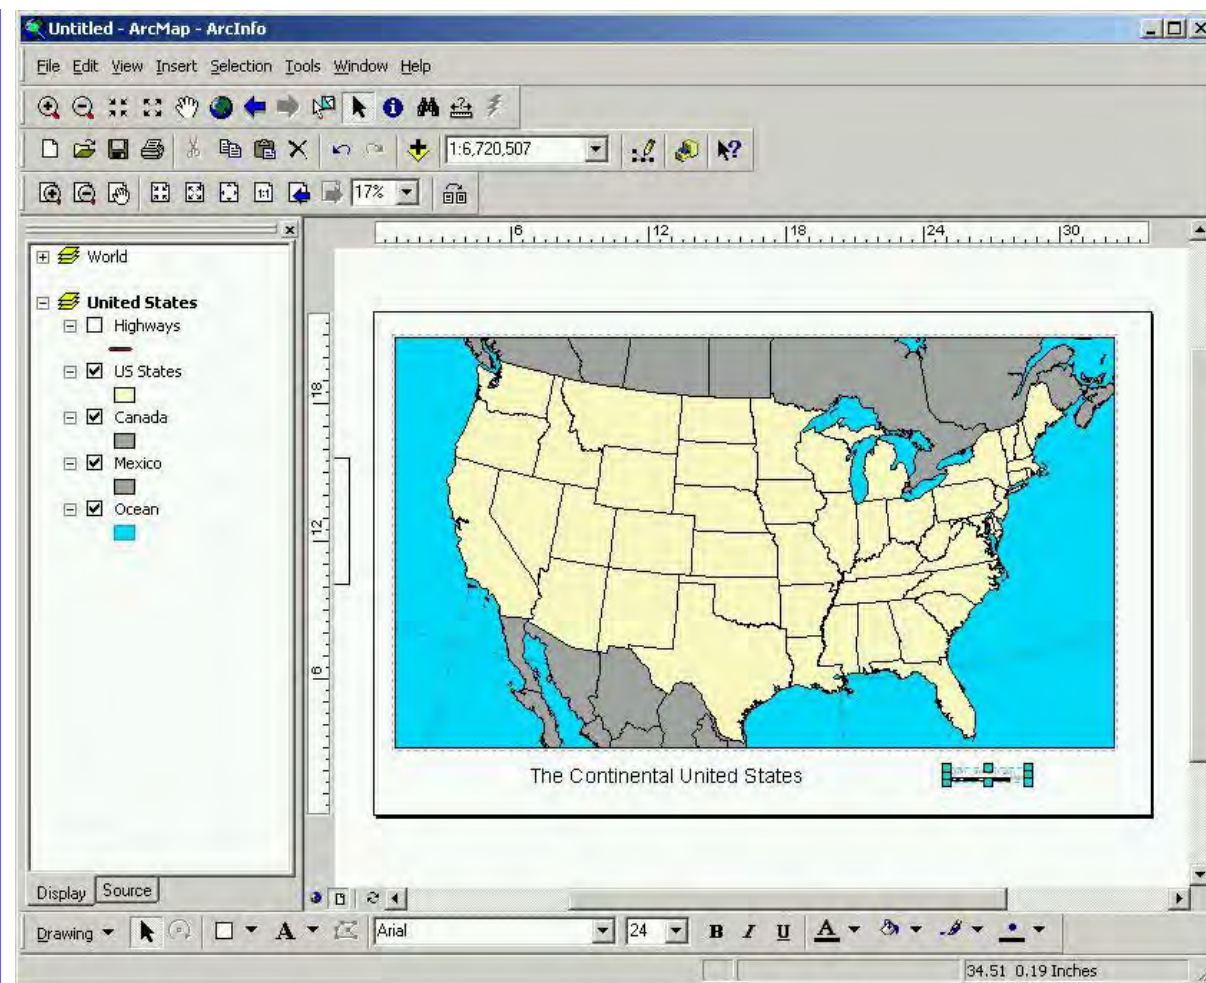 Untitled - ArcMap - ArcInfo
File Edit View Insert Selection Tools Window Help
1:6,720,507
1:1 17%
6 12 18 24 30
World
United States
Highways
US States
Canada
Mexico
Ocean
18
12
6
The Continental United States
Display Source
Drawing A Arial 24 B I U A
34.51 0.19 Inches